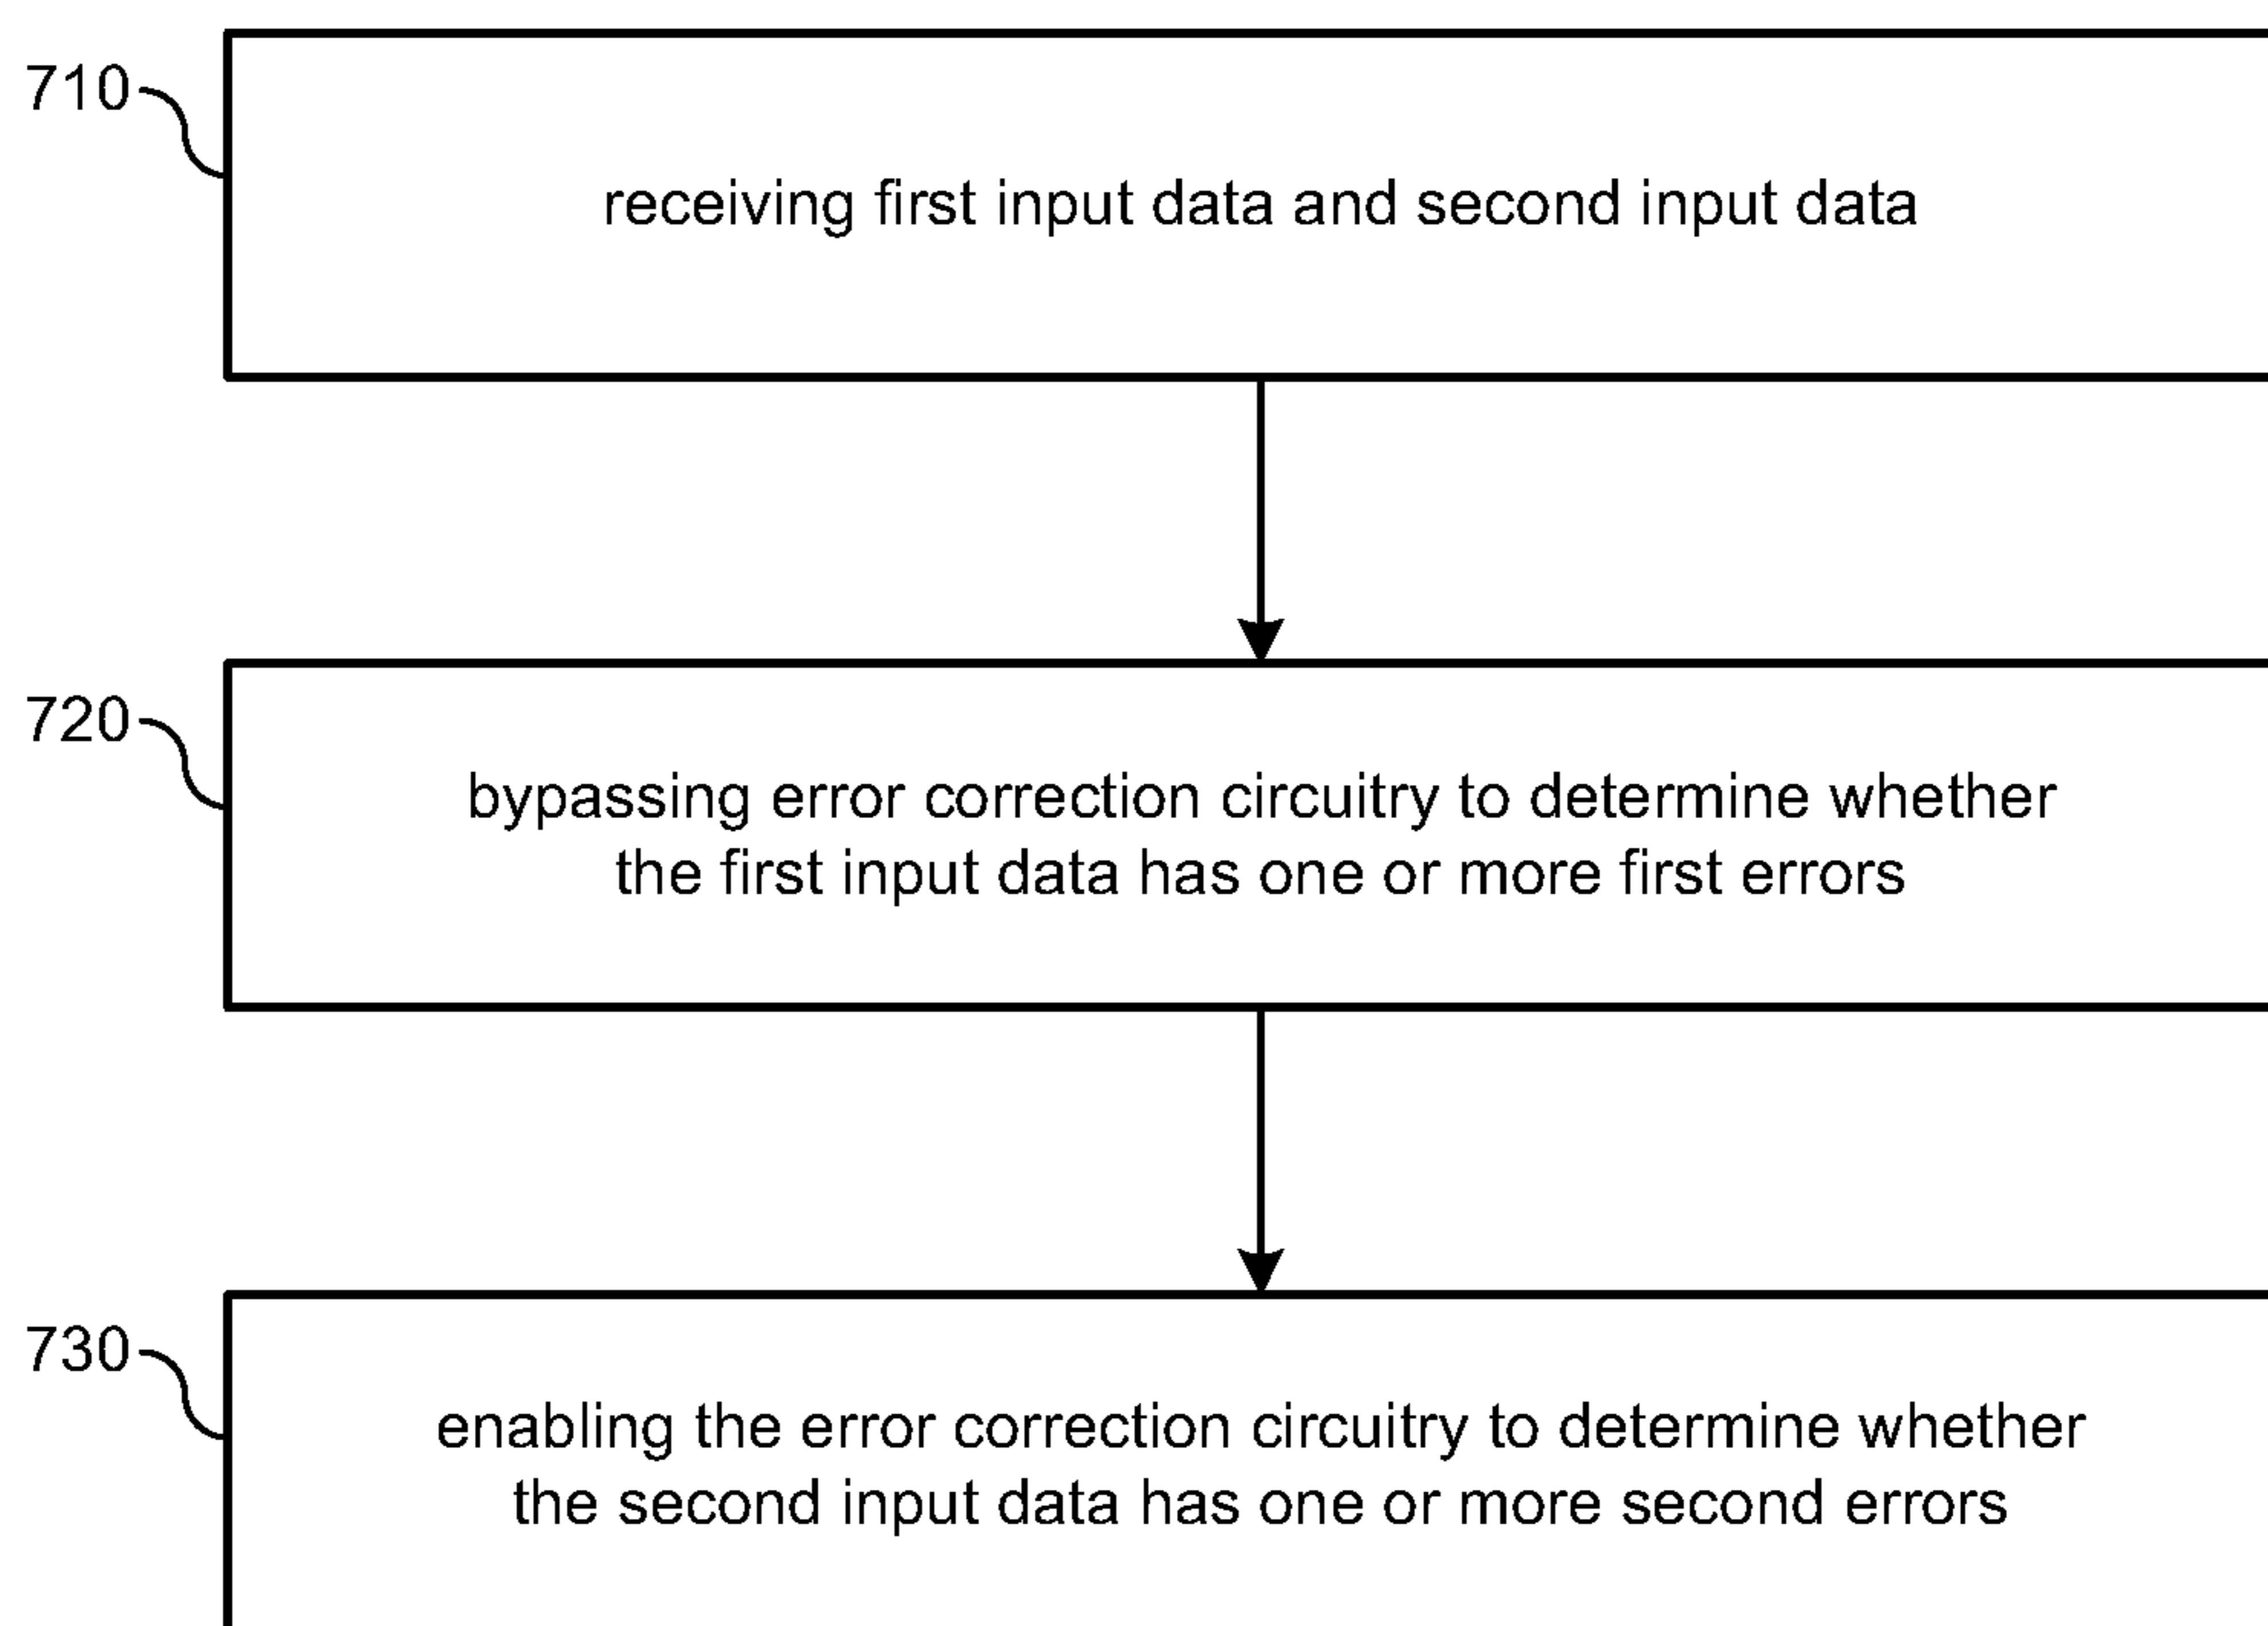 710
receiving first input data and second input data
720
bypassing error correction circuitry to determine whether
the first input data has one or more first errors
730
enabling the error correction circuitry to determine whether
the second input data has one or more second errors